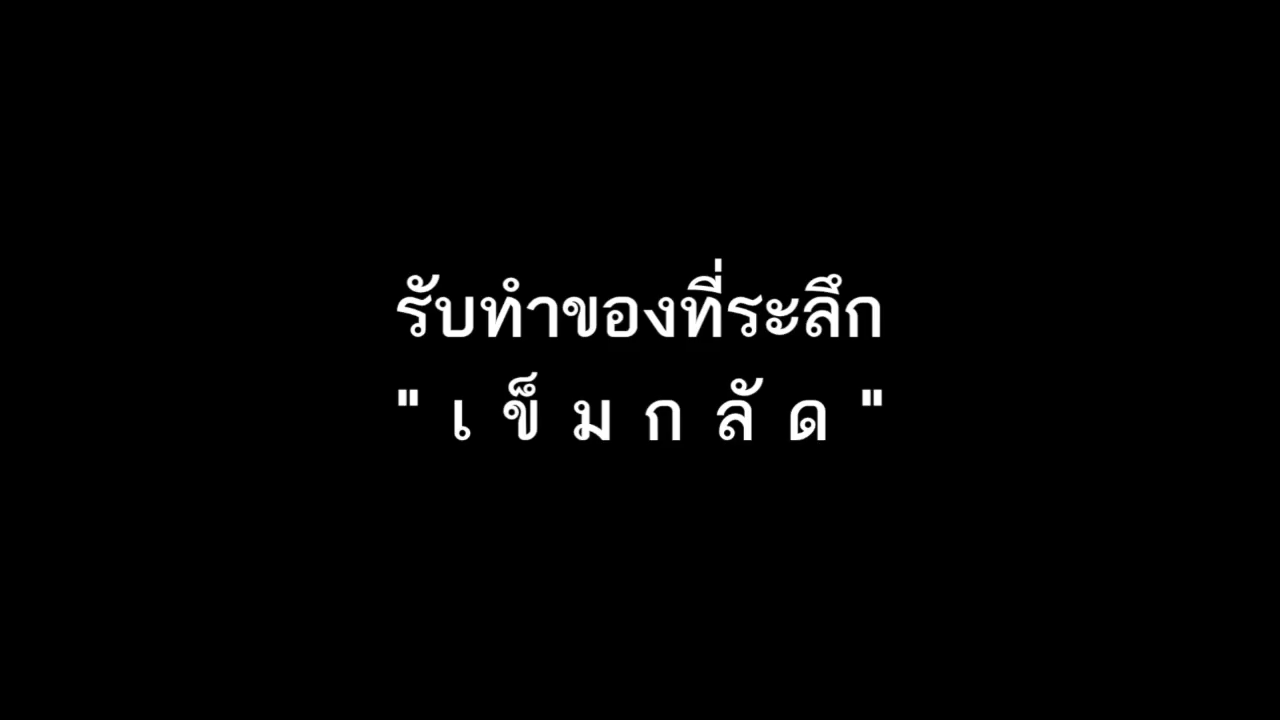 รับทำของที่ระลึก
" เ ข็ ม ก ลั ด "